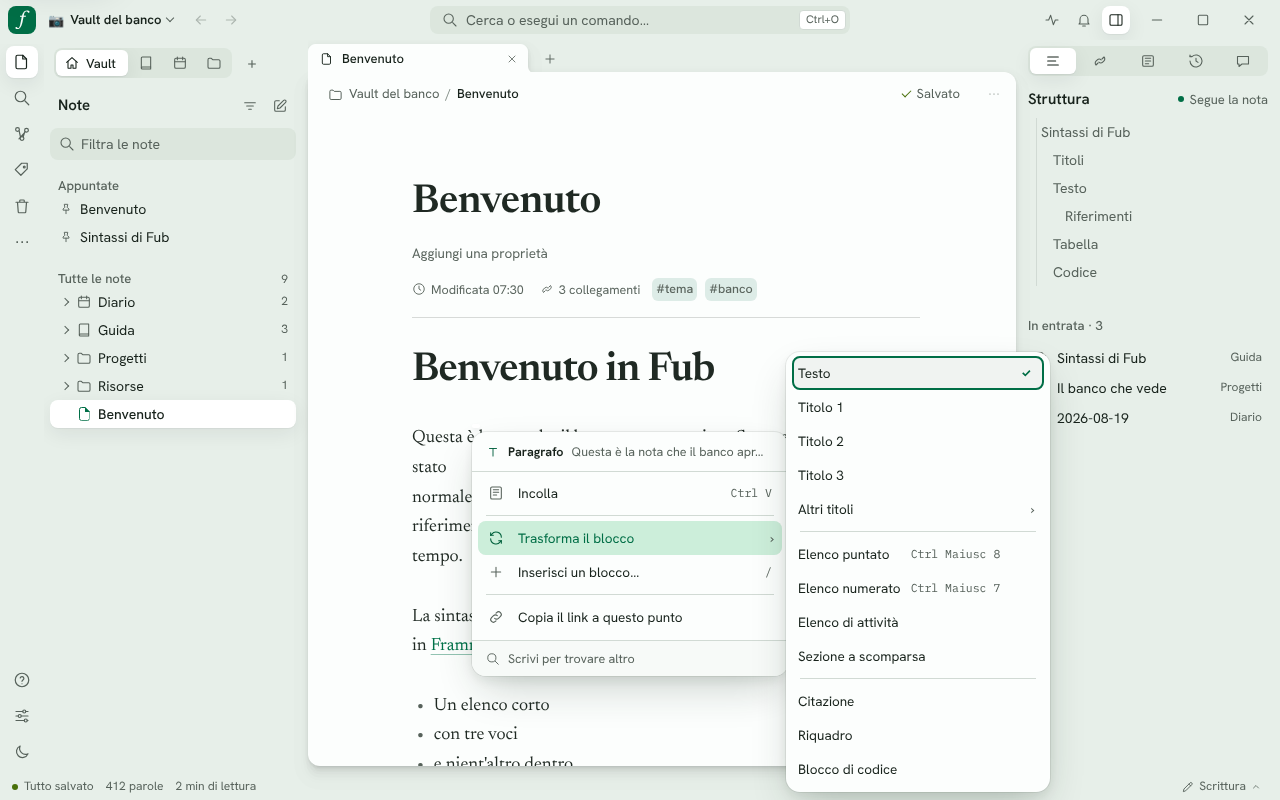 Vault del banco
Cerca o esegui un comando...
Ctrl+O
Vault
Note
Filtra le note
Appuntate
Benvenuto
Sintassi di Fub
Tutte le note 9
Diario 2
Guida 3
Progetti 1
Risorse 1
Benvenuto
Tutto salvato 412 parole 2 min di lettura
Benvenuto
Vault del banco / Benvenuto
Salvato
Benvenuto
Aggiungi una proprietà
Modificata 07:30 3 collegamenti #tema #banco
Benvenuto in Fub
Questa è
stato
normale
tempo.
La
in
Un elenco corto
con tre voci
e nient'altro dentro
T Paragrafo Questa è la nota che il banco apr...
Incolla Ctrl V
Trasforma il blocco ›
Inserisci un blocco... /
Copia il link a questo punto
Scrivi per trovare altro
Testo
Titolo 1
Titolo 2
Titolo 3
Altri titoli ›
Elenco puntato Ctrl Maiusc 8
Elenco numerato Ctrl Maiusc 7
Elenco di attività
Sezione a scomparsa
Citazione
Riquadro
Blocco di codice
Struttura
Segue la nota
Sintassi di Fub
Titoli
Testo
Riferimenti
Tabella
Codice
In entrata · 3
Sintassi di Fub Guida
Il banco che vede Progetti
2026-08-19 Diario
Scrittura